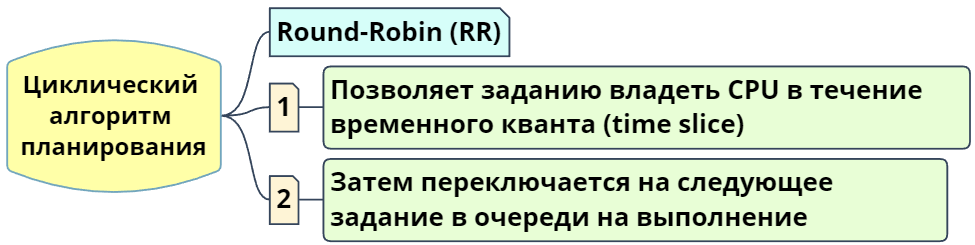 Циклический
алгоритм
планирования
Round-Robin (RR)
1
Позволяет заданию владеть CPU в течение
временного кванта (time slice)
2
Затем переключается на следующее
задание в очереди на выполнение